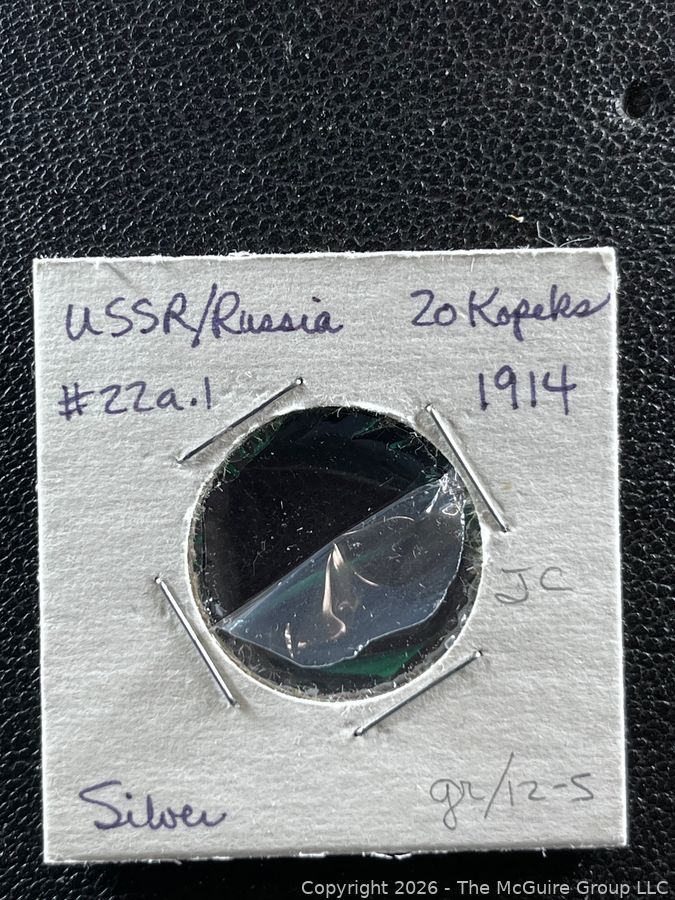 USSR/Russia 20 Kopeks
#22a.1 1914
JC
Silver gr/12-5
Copyright 2026 - The McGuire Group LLC